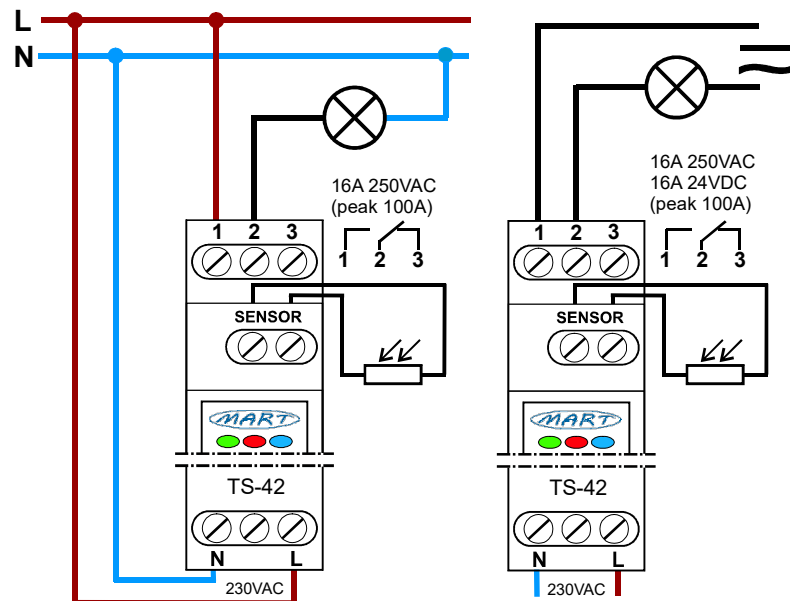 L
N
16A 250VAC
(peak 100A)
1 2 3
1 2 3
SENSOR
MART
TS-42
N L
230VAC
16A 250VAC
16A 24VDC
(peak 100A)
1 2 3
1 2 3
SENSOR
MART
TS-42
N L
230VAC